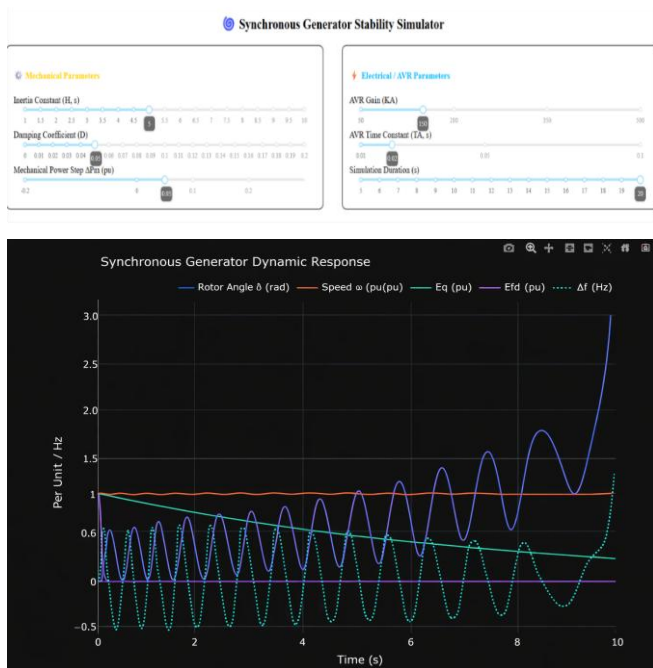 Synchronous Generator Stability Simulator
Mechanical Parameters
Inertia Constant (H, s)
1 1.5 2 2.5 3 3.5 4 4.5 5 5.5 6 6.5 7 7.5 8 8.5 9 9.5 10
Damping Coefficient (D)
0 0.01 0.02 0.03 0.04 0.05 0.06 0.07 0.08 0.09 0.1 0.11 0.12 0.13 0.14 0.15 0.16 0.17 0.18 0.19 0.2
Mechanical Power Step ΔPm (pu)
-0.2 0 0.05 0.1 0.2
Electrical / AVR Parameters
AVR Gain (KA)
200 350
AVR Time Constant (TA, s)
0.01 0.02 0.05 0.1
Simulation Duration (s)
6 7 8 9 10 11 12 13 14 15 16 17 18 19 20
Synchronous Generator Dynamic Response
Rotor Angle δ (rad) Speed ω (pu(pu) Eq (pu) Efd (pu) Δf (Hz)
3.0
2.5
2.0
1.5
1
0.6
0
−0.5
Per Unit / Hz
0 2 4 6 8 10
Time (s)